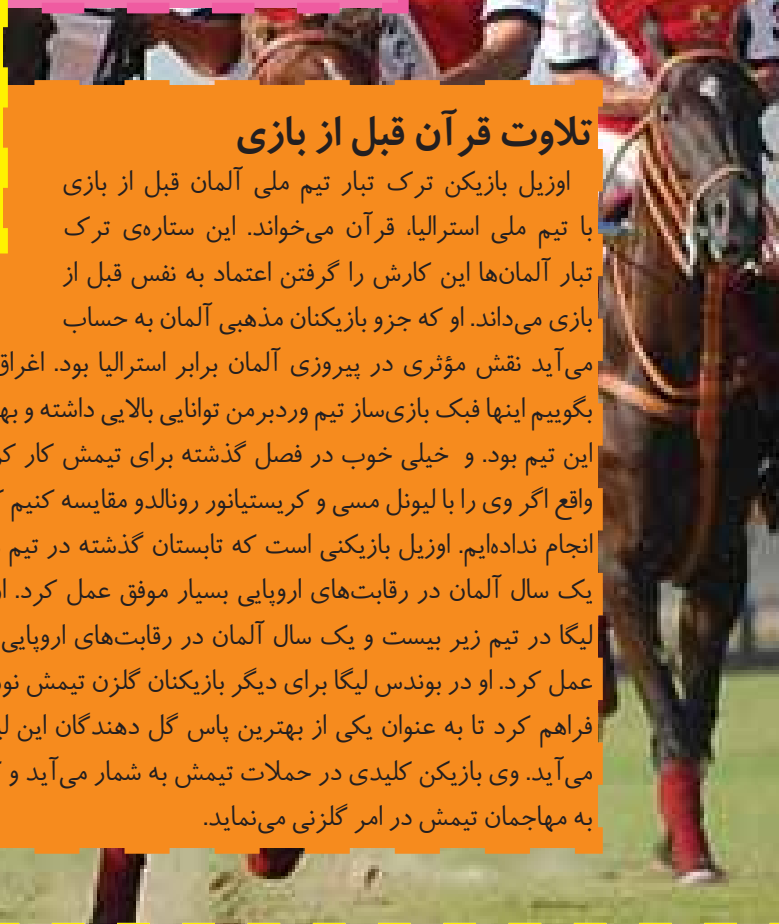 تلاوت قرآن قبل از بازی
اوزیل بازیکن ترک تبار تیم ملی آلمان قبل از بازی
با تیم ملی استرالیا، قرآن می‌خواند. این ستاره‌ی ترک
تبار آلمان‌ها این کارش را گرفتن اعتماد به نفس قبل از
بازی می‌داند. او که جزو بازیکنان مذهبی آلمان به حساب
می‌آید نقش مؤثری در پیروزی آلمان برابر استرالیا بود. اغراق
بگوییم اینها فبک بازی‌ساز تیم وردبرمن توانایی بالایی داشته و
این تیم بود. و خیلی خوب در فصل گذشته برای تیمش کار
واقع اگر وی را با لیونل مسی و کریستیانور رونالدو مقایسه کنیم
انجام نداده‌ایم. اوزیل بازیکنی است که تابستان گذشته در تیم
یک سال آلمان در رقابت‌های اروپایی بسیار موفق عمل کرد.
لیگا در تیم زیر بیست و یک سال آلمان در رقابت‌های اروپایی
عمل کرد. او در بوندس لیگا برای دیگر بازیکنان گلزن تیمش
فراهم کرد تا به عنوان یکی از بهترین پاس گل دهندگان این
می‌آید. وی بازیکن کلیدی در حملات تیمش به شمار می‌آید و
به مهاجمان تیمش در امر گلزنی می‌نماید.